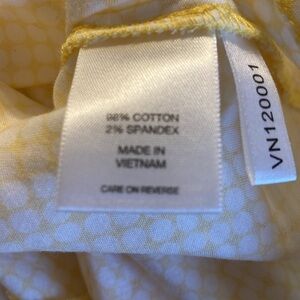 98% COTTON
2% SPANDEX
MADE IN
VIETNAM
CARE ON REVERSE
VN120001